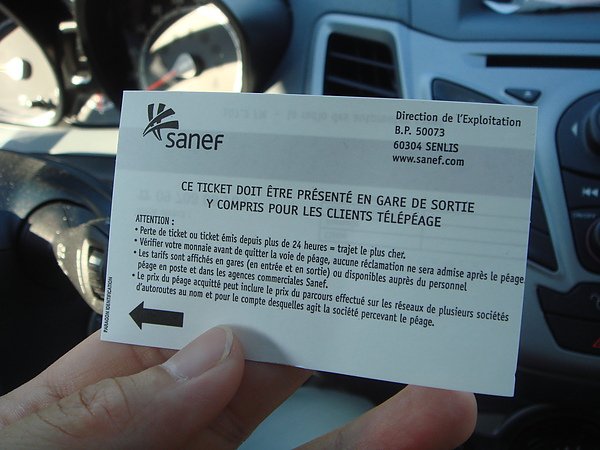 sanef
Direction de l'Exploitation
B.P. 50073
60304 SENLIS
www.sanef.com
CE TICKET DOIT ÊTRE PRÉSENTÉ EN GARE DE SORTIE
Y COMPRIS POUR LES CLIENTS TÉLÉPÉAGE
ATTENTION :
• Perte de ticket ou ticket émis depuis plus de 24 heures = trajet le plus cher.
• Vérifier votre monnaie avant de quitter la voie de péage, aucune réclamation ne sera admise après le péage
• Les tarifs sont affichés en gares (en entrée et en sortie) ou disponibles auprès du personnel
péage en poste et dans les agences commerciales Sanef.
• Le prix du péage acquitté peut inclure le prix du parcours effectué sur les réseaux de plusieurs sociétés
d'autoroutes au nom et pour le compte desquelles agit la société percevant le péage.
PARAGON IDENTIFICATION